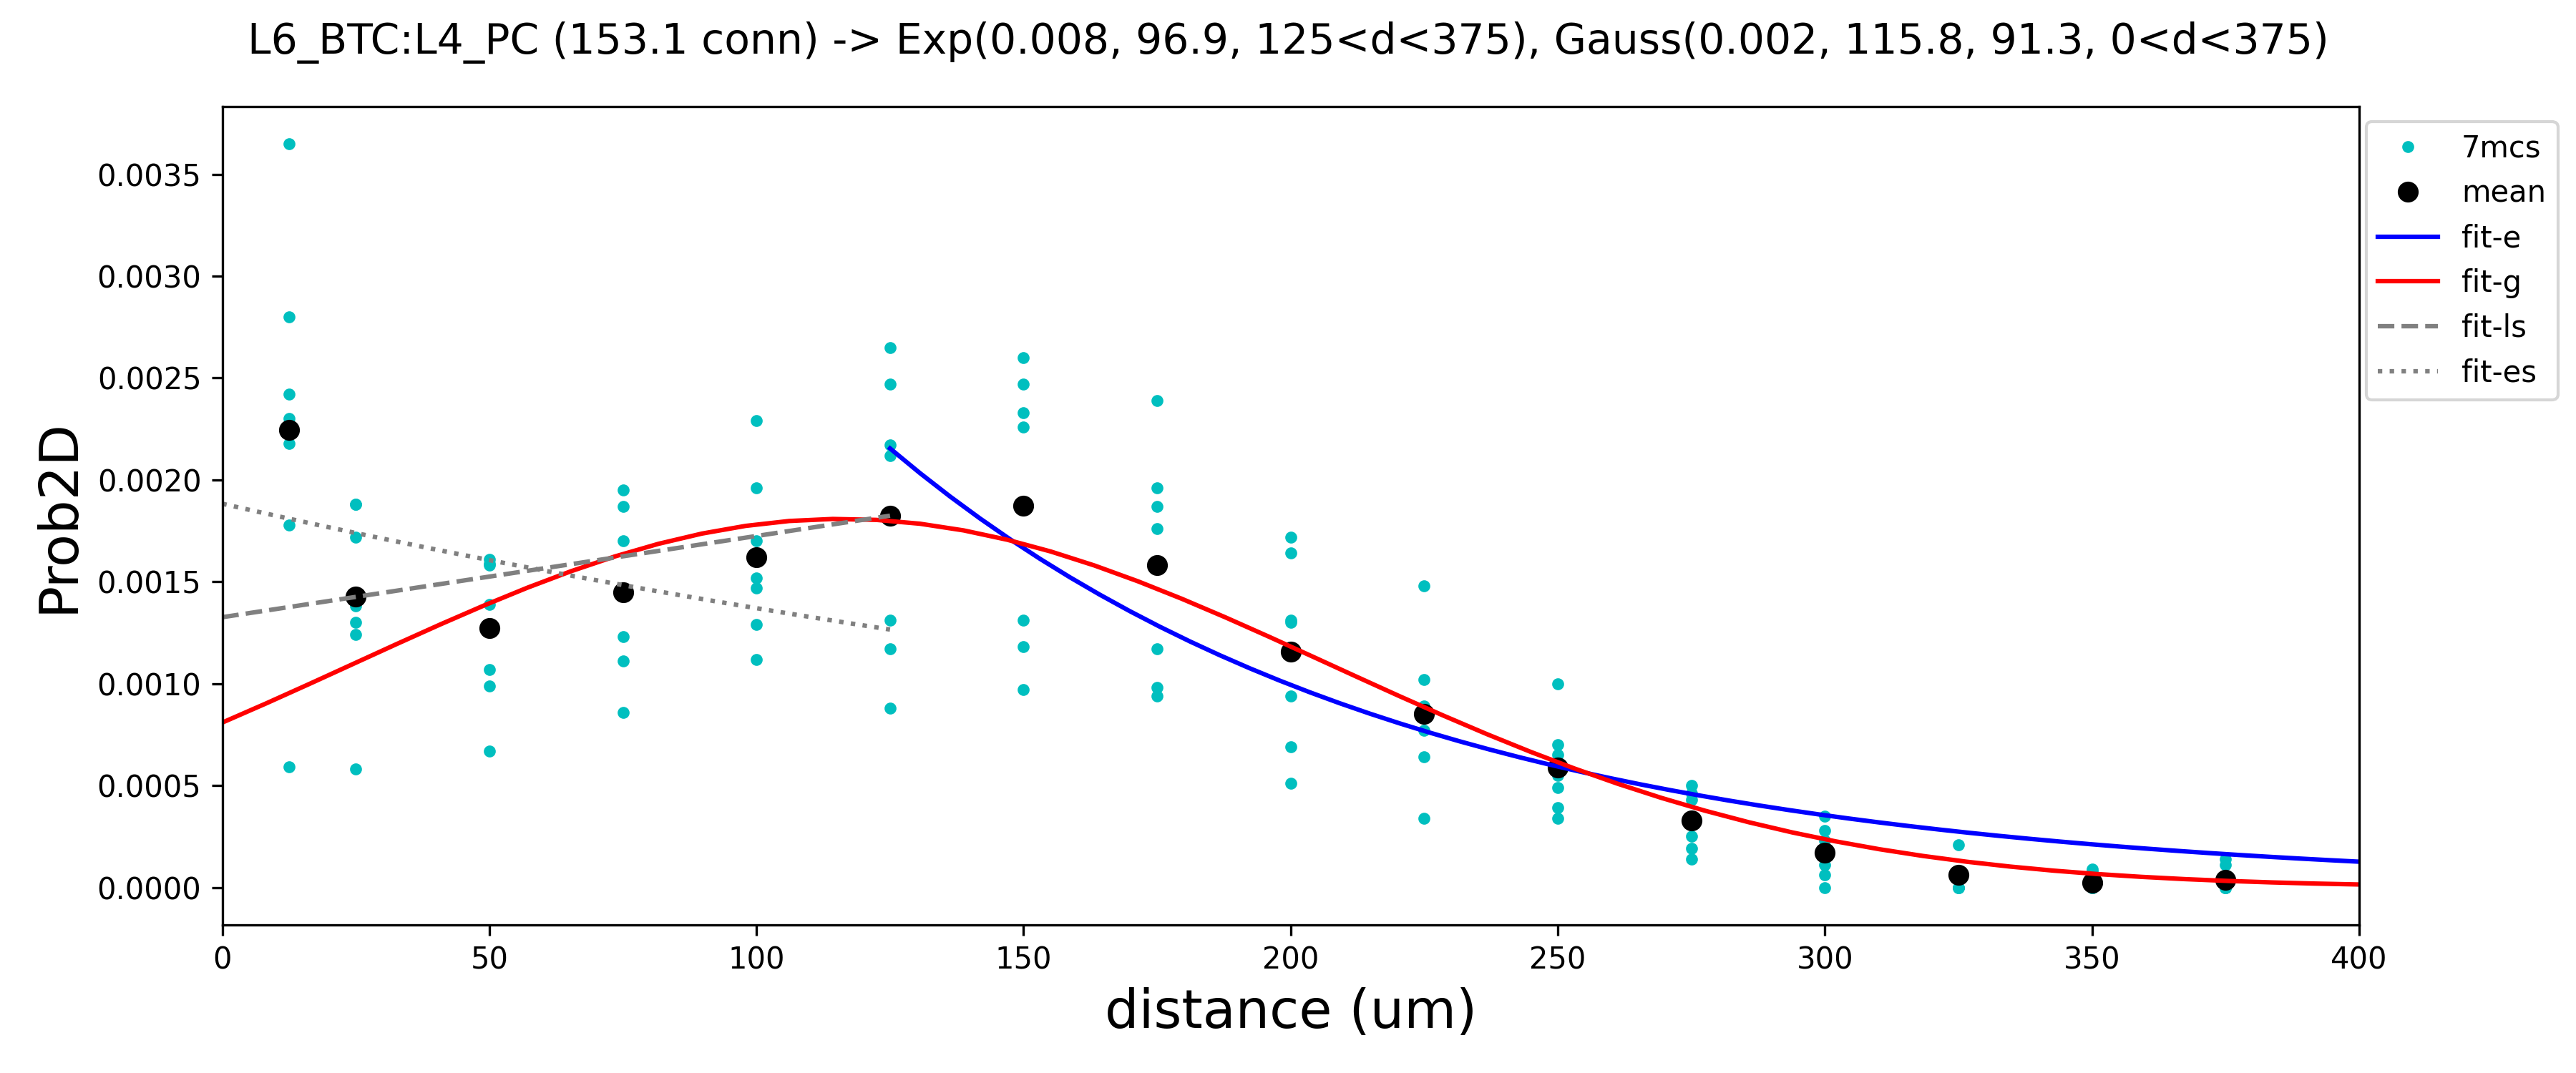 L6_BTC:L4_PC (153.1 conn) -> Exp(0.008, 96.9, 125<d<375), Gauss(0.002, 115.8, 91.3, 0<d<375)
7mcs
mean
fit-e
fit-g
fit-ls
fit-es
Prob2D
0.0035
0.0030
0.0025
0.0020
0.0015
0.0010
0.0005
0.0000
0 50 100 150 200 250 300 350 400
distance (um)